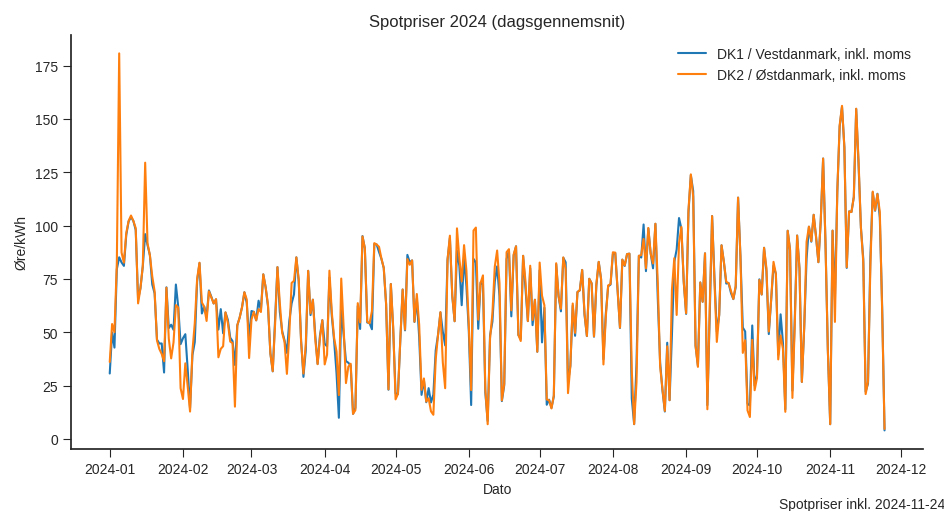 Spotpriser 2024 (dagsgennemsnit)
DK1 / Vestdanmark, inkl. moms
DK2 / Østdanmark, inkl. moms
Øre/kWh
175
150
125
100
75
50
25
0
2024-01 2024-02 2024-03 2024-04 2024-05 2024-06 2024-07 2024-08 2024-09 2024-10 2024-11 2024-12
Dato
Spotpriser inkl. 2024-11-24